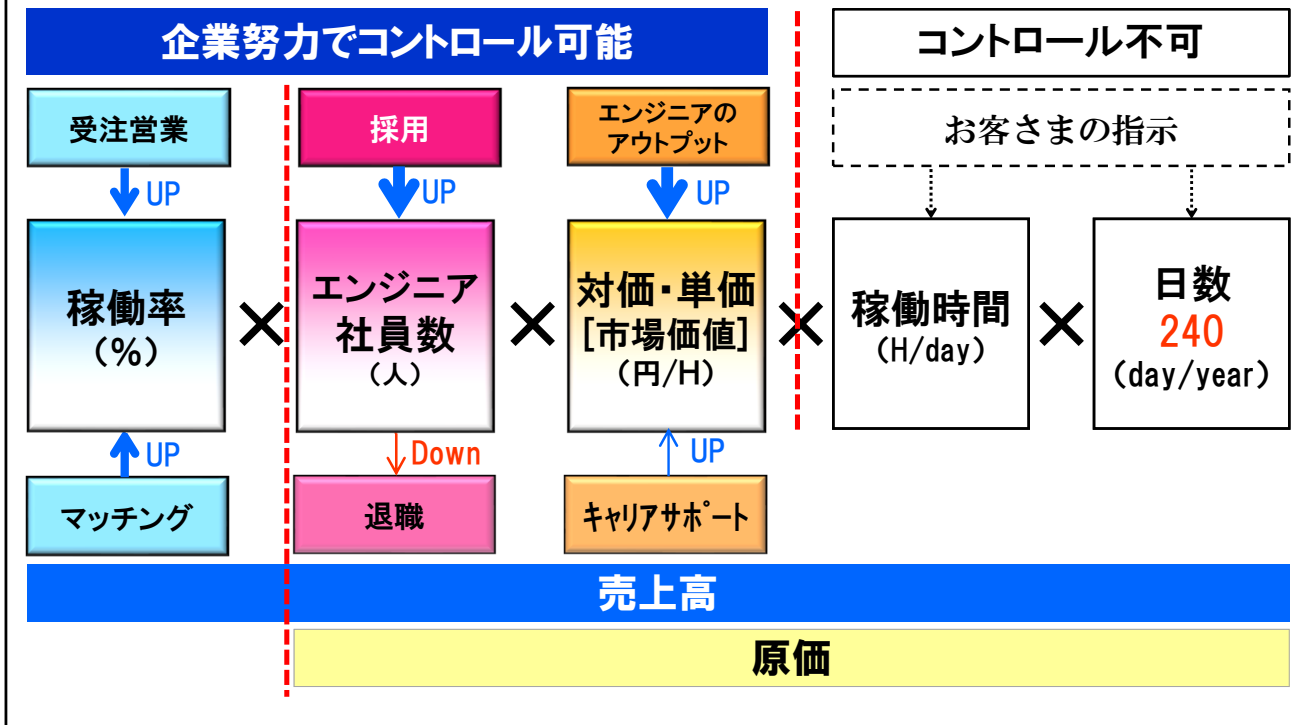 企業努力でコントロール可能
コントロール不可
受注営業
採用
エンジニアの
アウトプット
お客さまの指示
UP
UP
UP
稼働率
(%)
×
エンジニア
社員数
(人)
×
対価・単価
[市場価値]
(円/H)
×
稼働時間
(H/day)
×
日数
240
(day/year)
UP
Down
UP
マッチング
退職
ｷｬﾘｱｻﾎﾟｰﾄ
売上高
原価